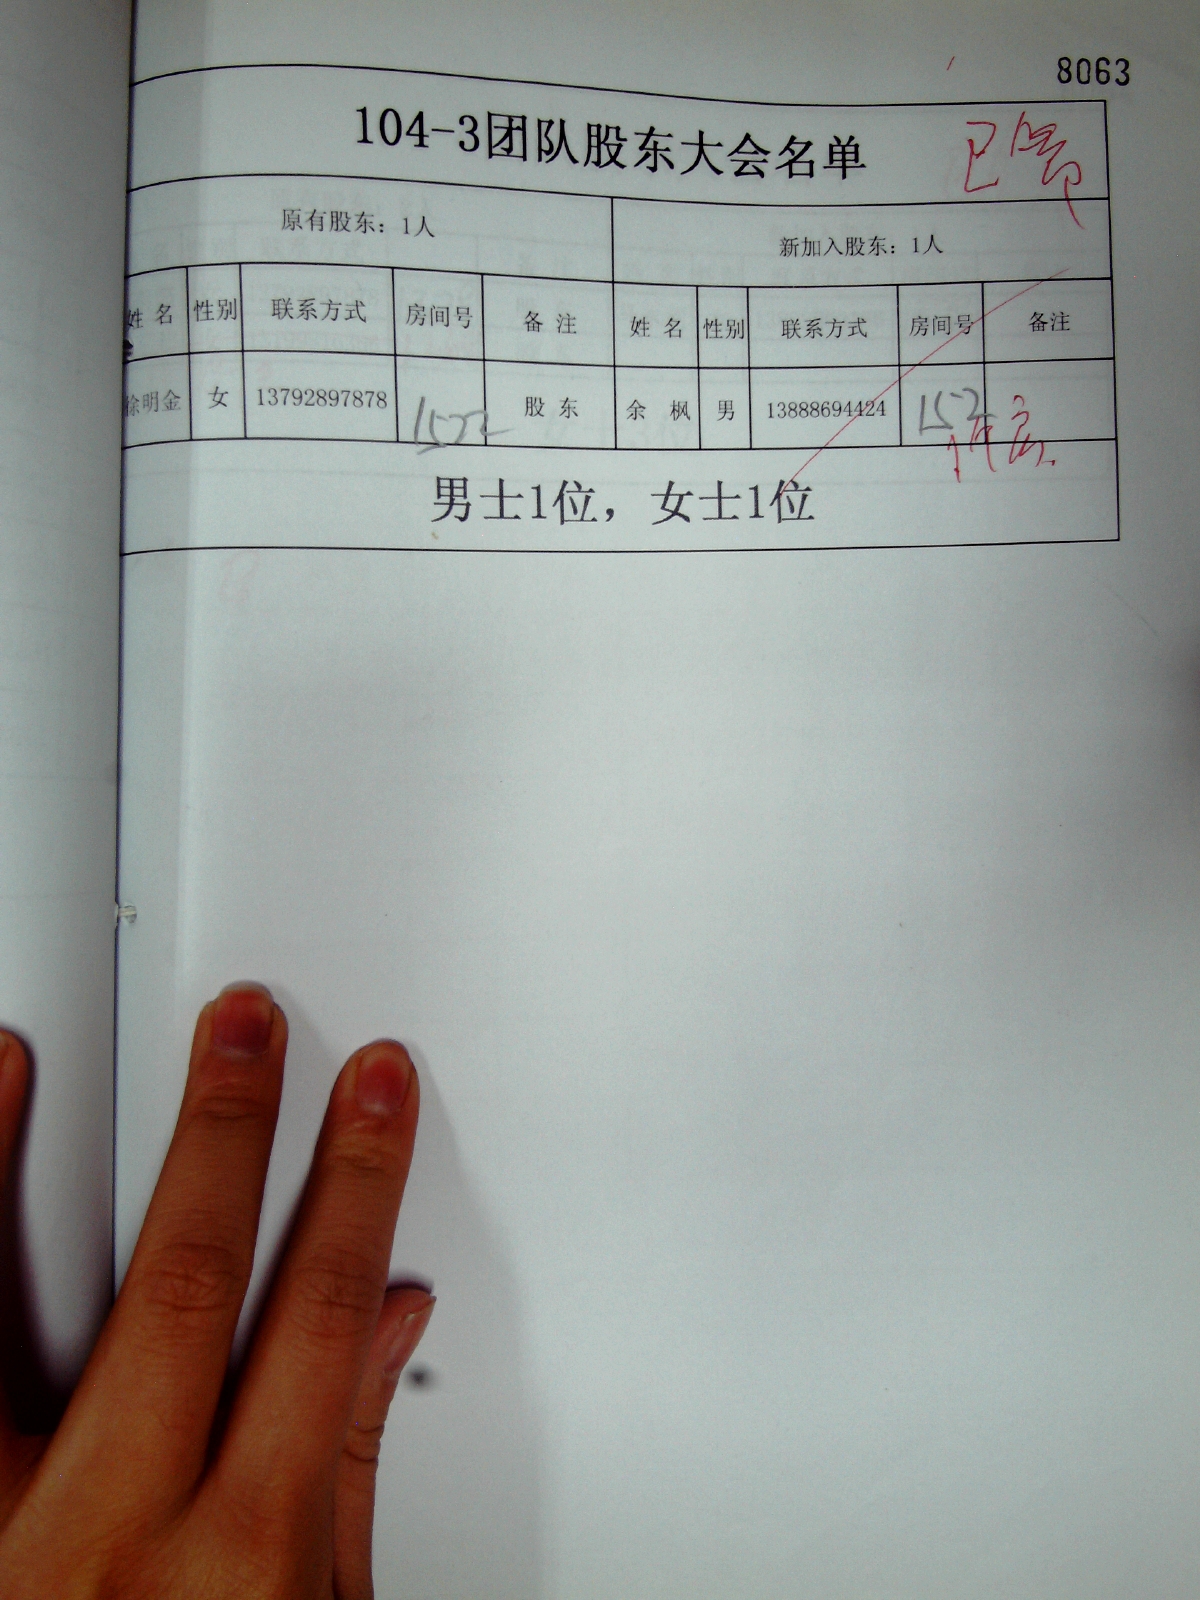 8063
104-3团队股东大会名单
原有股东：1人 新加入股东：1人
姓 名 性别 联系方式 房间号 备 注 姓 名 性别 联系方式 房间号 备注
徐明金 女 13792897878 1522 股 东 余 枫 男 13888694424 152
男士1位，女士1位